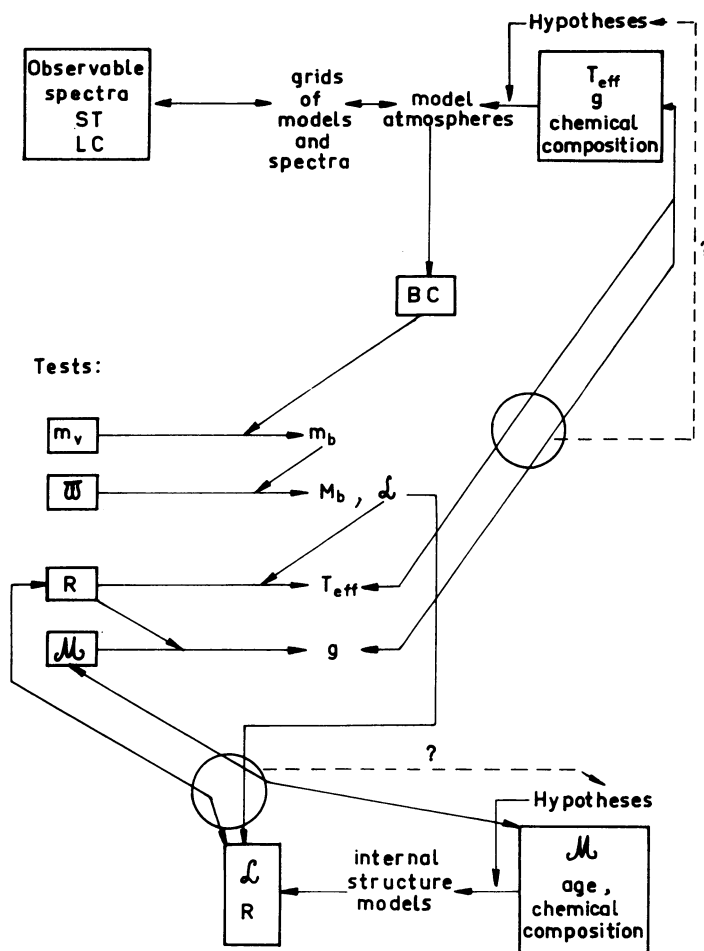 Hypotheses
Observable
spectra
ST
LC
grids
of
models
and
spectra
model
atmospheres
T_eff
g
chemical
composition
?
BC
Tests:
m_v
m_b
ϖ
M_b , ℒ
R
T_eff
ℳ
g
?
Hypotheses
ℒ
R
internal
structure
models
ℳ
age,
chemical
composition